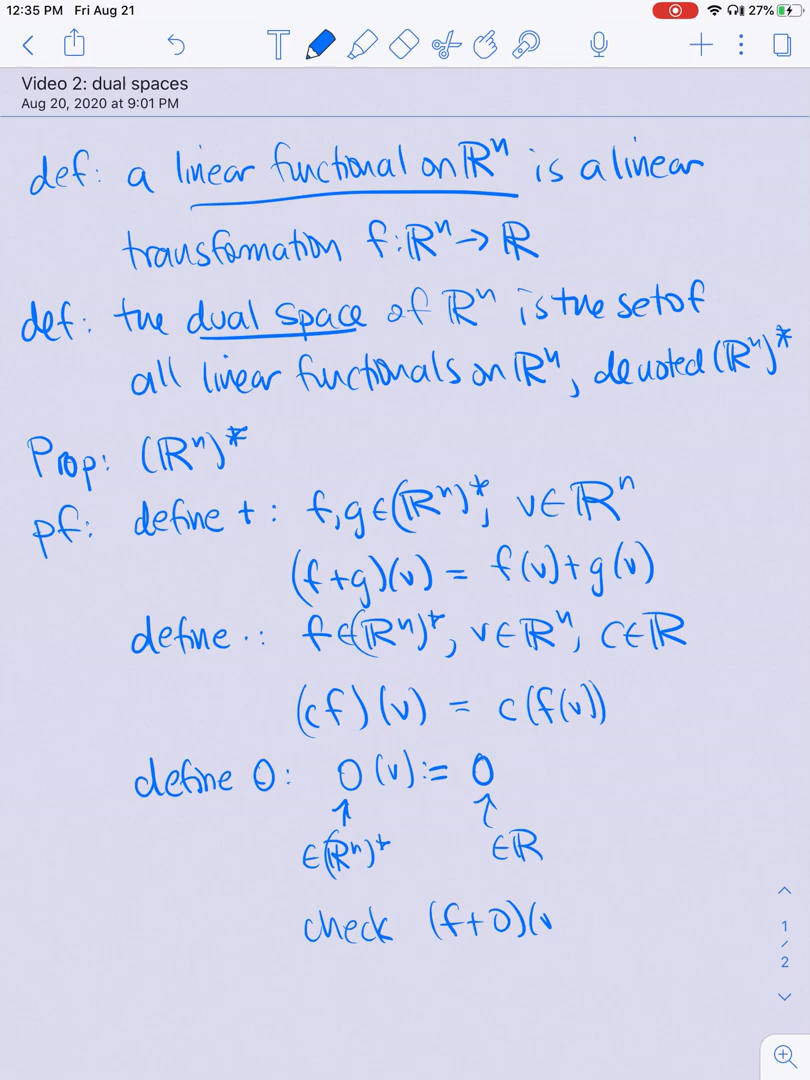 12:35 PM Fri Aug 21 27%
T
Video 2: dual spaces
Aug 20, 2020 at 9:01 PM
def: a linear functional on ℝⁿ is a linear
transformation f: ℝⁿ → ℝ
def: the dual space of ℝⁿ is the set of
all linear functionals on ℝⁿ, denoted (ℝⁿ)*
Prop: (ℝⁿ)*
pf: define +: f,g ∈ (ℝⁿ)*, v ∈ ℝⁿ
(f+g)(v) = f(v)+g(v)
define ·: f ∈ (ℝⁿ)*, v ∈ ℝⁿ, c ∈ ℝ
(cf)(v) = c(f(v))
define 0: 0(v) := 0
↑ ↑
∈(ℝⁿ)* ∈ℝ
check (f+0)(v
1
/
2